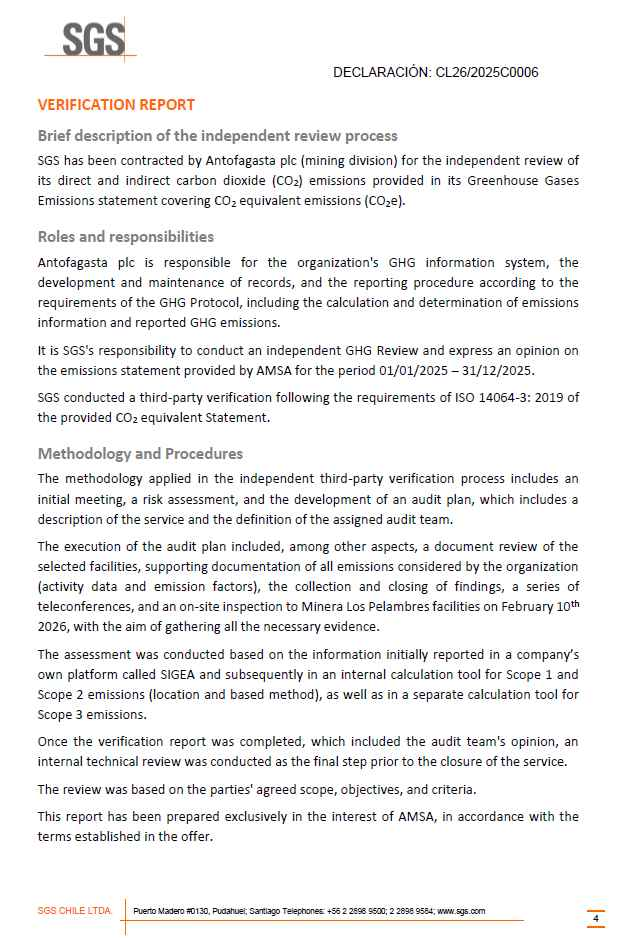 SGS
DECLARACIÓN: CL26/2025C0006
VERIFICATION REPORT
Brief description of the independent review process
SGS has been contracted by Antofagasta plc (mining division) for the independent review of
its direct and indirect carbon dioxide (CO₂) emissions provided in its Greenhouse Gases
Emissions statement covering CO₂ equivalent emissions (CO₂e).
Roles and responsibilities
Antofagasta plc is responsible for the organization's GHG information system, the
development and maintenance of records, and the reporting procedure according to the
requirements of the GHG Protocol, including the calculation and determination of emissions
information and reported GHG emissions.
It is SGS's responsibility to conduct an independent GHG Review and express an opinion on
the emissions statement provided by AMSA for the period 01/01/2025 – 31/12/2025.
SGS conducted a third-party verification following the requirements of ISO 14064-3: 2019 of
the provided CO₂ equivalent Statement.
Methodology and Procedures
The methodology applied in the independent third-party verification process includes an
initial meeting, a risk assessment, and the development of an audit plan, which includes a
description of the service and the definition of the assigned audit team.
The execution of the audit plan included, among other aspects, a document review of the
selected facilities, supporting documentation of all emissions considered by the organization
(activity data and emission factors), the collection and closing of findings, a series of
teleconferences, and an on-site inspection to Minera Los Pelambres facilities on February 10th
2026, with the aim of gathering all the necessary evidence.
The assessment was conducted based on the information initially reported in a company's
own platform called SIGEA and subsequently in an internal calculation tool for Scope 1 and
Scope 2 emissions (location and based method), as well as in a separate calculation tool for
Scope 3 emissions.
Once the verification report was completed, which included the audit team's opinion, an
internal technical review was conducted as the final step prior to the closure of the service.
The review was based on the parties' agreed scope, objectives, and criteria.
This report has been prepared exclusively in the interest of AMSA, in accordance with the
terms established in the offer.
SGS CHILE LTDA. Puerto Madero #0130, Pudahuel; Santiago Telephones: +56 2 2898 9500; 2 2898 9564; www.sgs.com
4